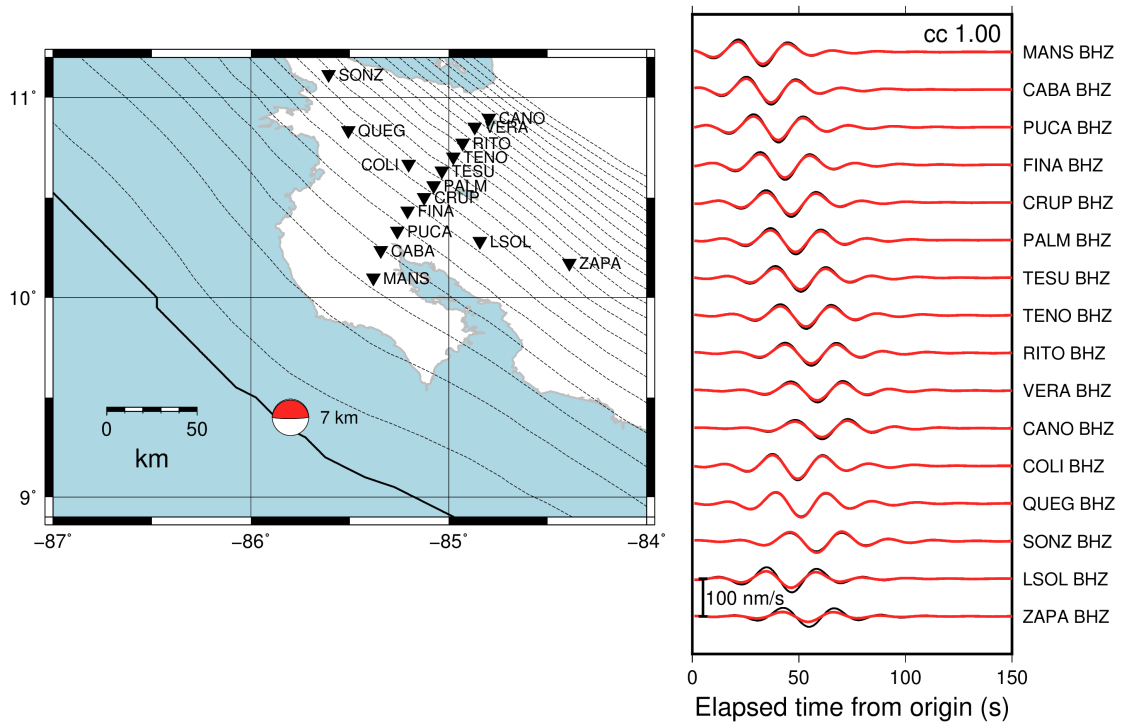 SONZ
CANO
VERA
QUEG
RITO
TENO
COLI
TESU
PALM
CRUP
FINA
PUCA
LSOL
CABA
ZAPA
MANS
7 km
0 50
km
11°
10°
9°
−87°
−86°
−85°
−84°
cc 1.00
MANS BHZ
CABA BHZ
PUCA BHZ
FINA BHZ
CRUP BHZ
PALM BHZ
TESU BHZ
TENO BHZ
RITO BHZ
VERA BHZ
CANO BHZ
COLI BHZ
QUEG BHZ
SONZ BHZ
LSOL BHZ
100 nm/s
ZAPA BHZ
0 50 100 150
Elapsed time from origin (s)